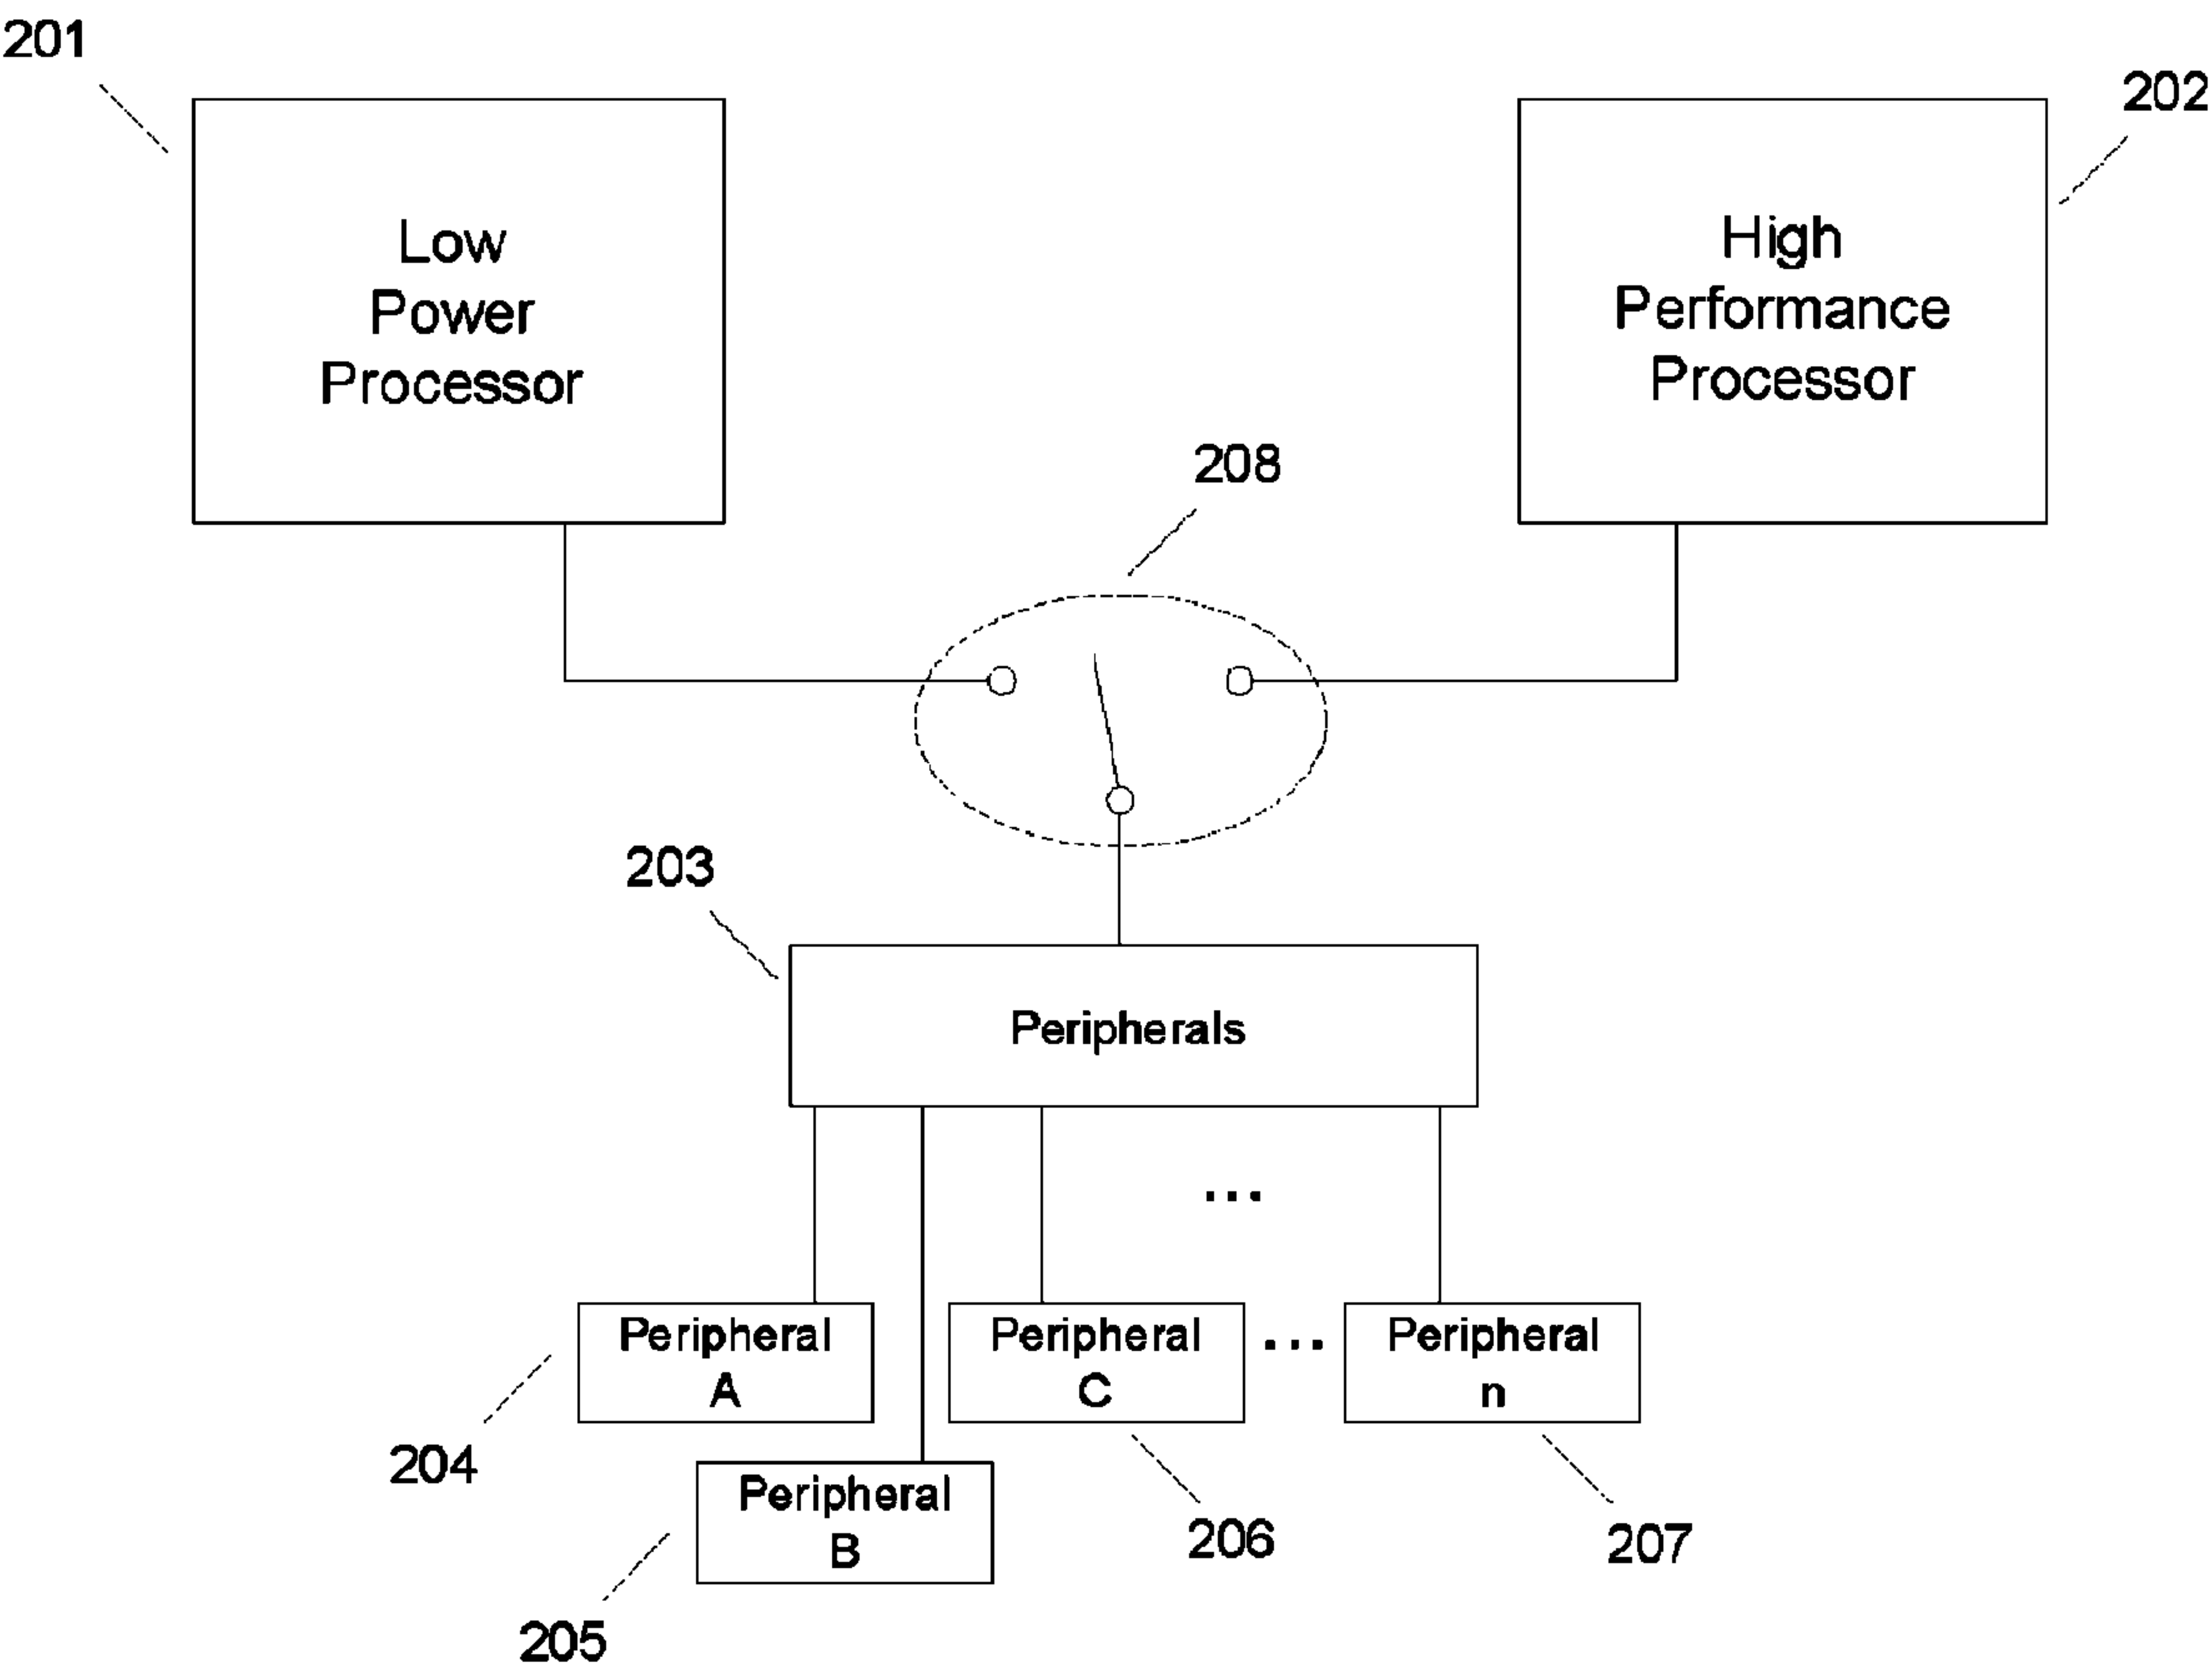 201
202
Low
Power
Processor
High
Performance
Processor
208
203
Peripherals
...
Peripheral
A
Peripheral
C
...
Peripheral
n
204
Peripheral
B
206
207
205